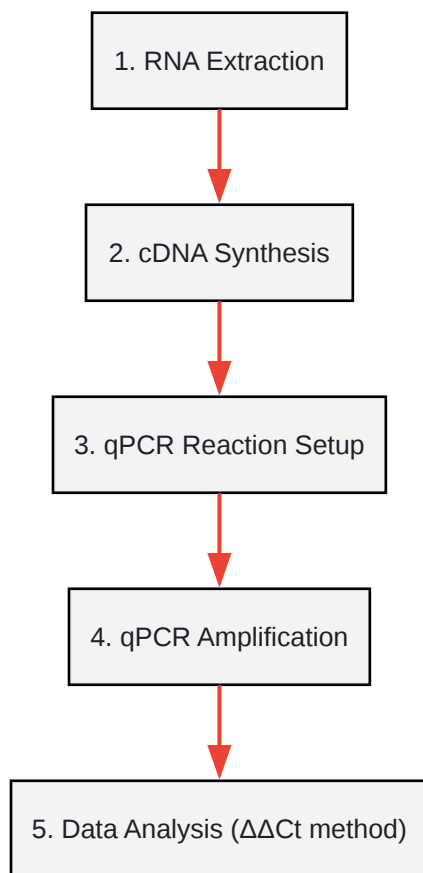 1. RNA Extraction
2. cDNA Synthesis
3. qPCR Reaction Setup
4. qPCR Amplification
5. Data Analysis (ΔΔCt method)